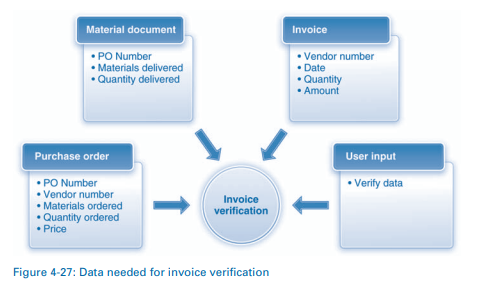 Material document
• PO Number
• Materials delivered
• Quantity delivered
Invoice
• Vendor number
• Date
• Quantity
• Amount
Purchase order
• PO Number
• Vendor number
• Materials ordered
• Quantity ordered
• Price
Invoice
verification
User input
• Verify data
Figure 4-27: Data needed for invoice verification